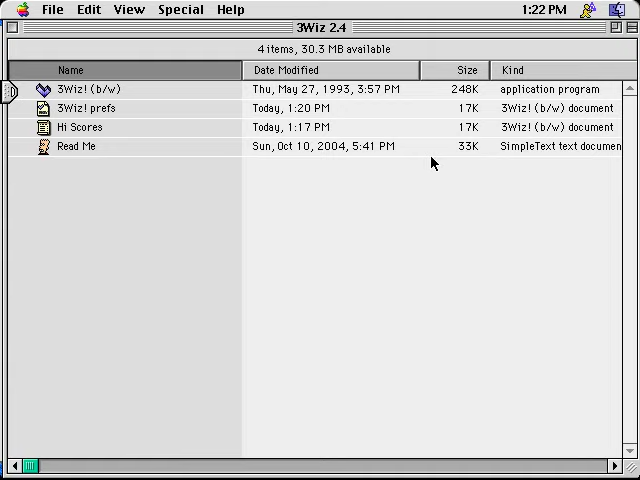 File Edit View Special Help 1:22 PM
3Wiz 2.4
4 items, 30.3 MB available
Name Date Modified Size Kind
3Wiz! (b/w) Thu, May 27, 1993, 3:57 PM 248K application program
3Wiz! prefs Today, 1:20 PM 17K 3Wiz! (b/w) document
Hi Scores Today, 1:17 PM 17K 3Wiz! (b/w) document
Read Me Sun, Oct 10, 2004, 5:41 PM 33K SimpleText text documen